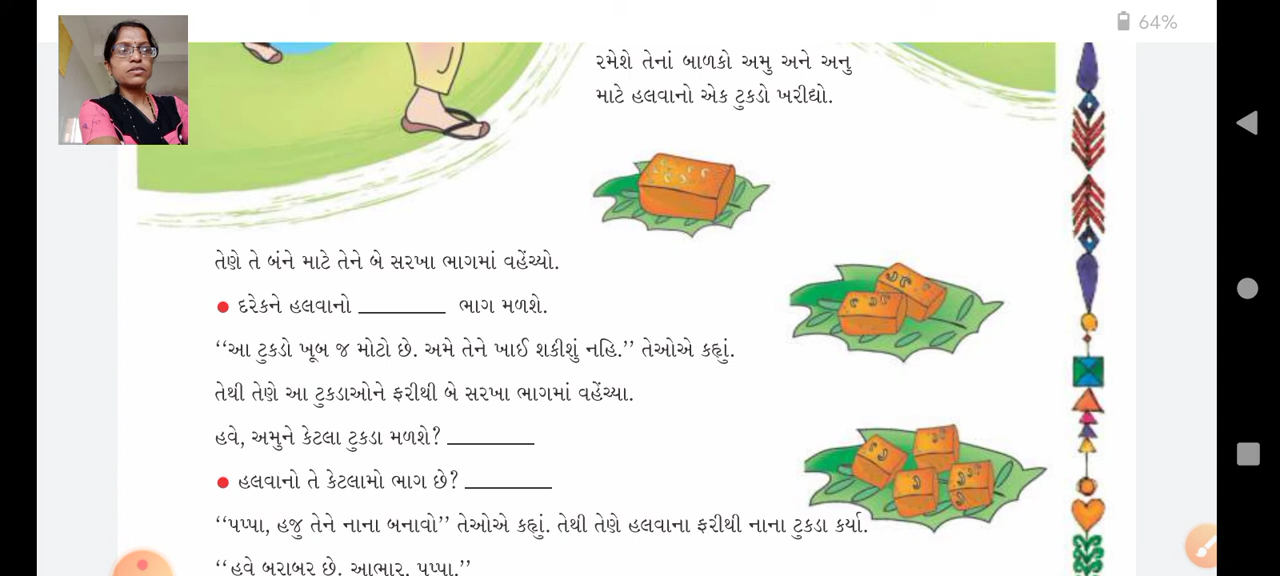 64%
રમેશે તેનાં બાળકો અમુ અને અનુ
માટે હલવાનો એક ટુકડો ખરીદ્યો.
તેણે તે બંને માટે તેને બે સરખા ભાગમાં વહેંચ્યો.
● દરેકને હલવાનો ________ ભાગ મળશે.
“આ ટુકડો ખૂબ જ મોટો છે. અમે તેને ખાઈ શકીશું નહિ.” તેઓએ કહ્યું.
તેથી તેણે આ ટુકડાઓને ફરીથી બે સરખા ભાગમાં વહેંચ્યા.
હવે, અમુને કેટલા ટુકડા મળશે? ________
● હલવાનો તે કેટલામો ભાગ છે? ________
“પપ્પા, હજુ તેને નાના બનાવો” તેઓએ કહ્યું. તેથી તેણે હલવાના ફરીથી નાના ટુકડા કર્યા.
“હવે બરાબર છે. આભાર, પપ્પા.”